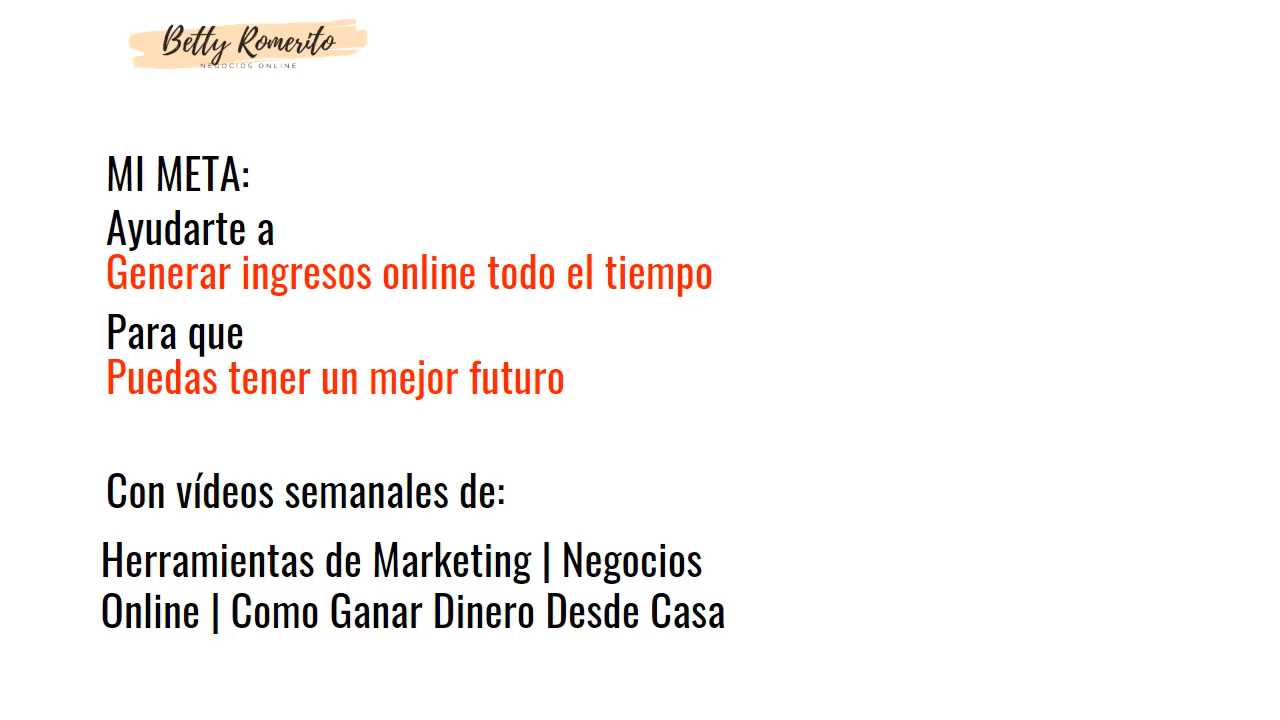 Betty Romerito
NEGOCIOS ONLINE
MI META:
Ayudarte a
Generar ingresos online todo el tiempo
Para que
Puedas tener un mejor futuro
Con vídeos semanales de:
Herramientas de Marketing | Negocios
Online | Como Ganar Dinero Desde Casa